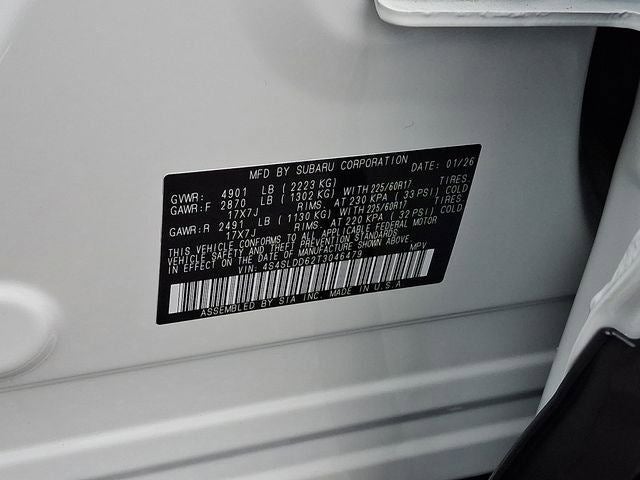 MFD BY SUBARU CORPORATION DATE: 01/26
GVWR: 4901 LB ( 2223 KG)
GAWR:F 2870 LB ( 1302 KG) WITH 225/60R17 TIRES
17X7J RIMS. AT 230 KPA ( 33 PSI) COLD
GAWR:R 2491 LB ( 1130 KG) WITH 225/60R17 TIRES.
17X7J RIMS. AT 220 KPA ( 32 PSI) COLD.
THIS VEHICLE CONFORMS TO ALL APPLICABLE FEDERAL MOTOR
VEHICLE SAFETY AND THEFT PREVENTION STANDARDS
IN EFFECT ON THE DATE OF MANUFACTURE SHOWN ABOVE.
VIN: 4S4SLDD62T3046479 MPV
ASSEMBLED BY SIA INC. MADE IN U.S.A.